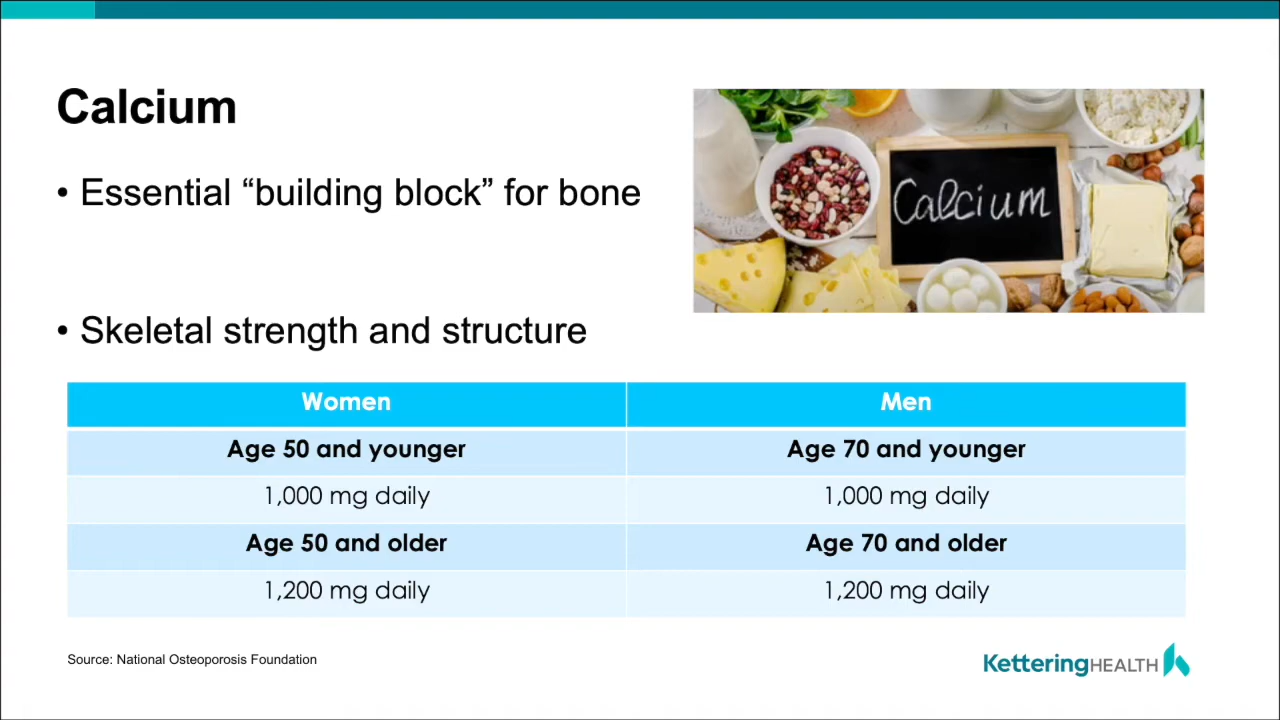 Calcium
• Essential “building block” for bone
Calcium
• Skeletal strength and structure
Women Men
Age 50 and younger Age 70 and younger
1,000 mg daily 1,000 mg daily
Age 50 and older Age 70 and older
1,200 mg daily 1,200 mg daily
Source: National Osteoporosis Foundation
KetteringHEALTH